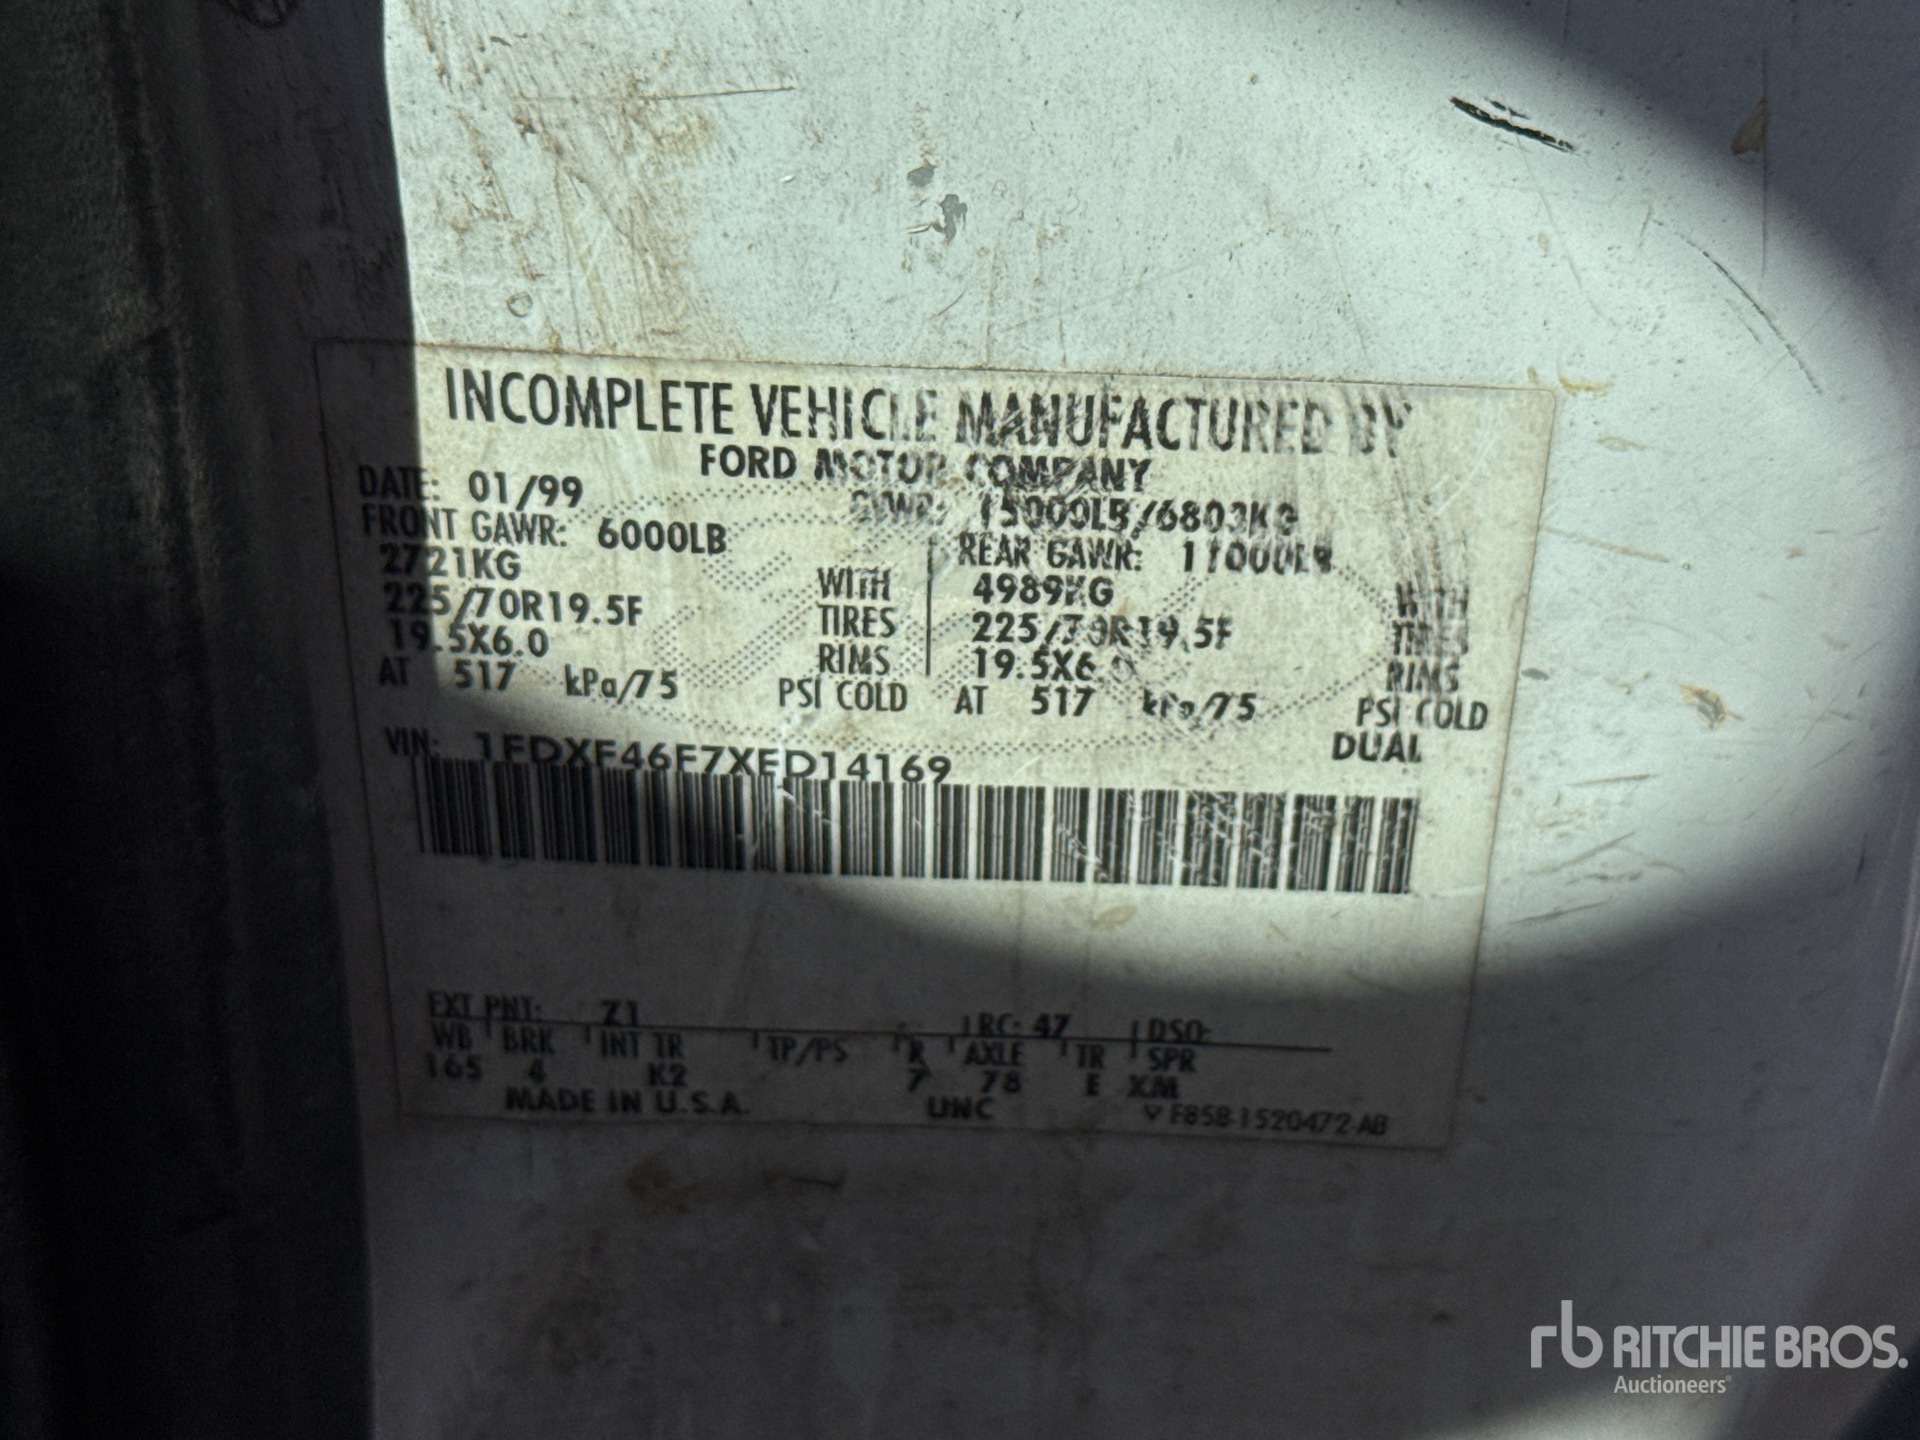 INCOMPLETE VEHICLE MANUFACTURED BY
FORD MOTOR COMPANY
DATE: 01/99 GVWR: 15000LB/6803KG
FRONT GAWR: 6000LB REAR GAWR: 11000LB
2721KG WITH 4989KG WITH
225/70R19.5F TIRES 225/70R19.5F TIRES
19.5X6.0 RIMS 19.5X6.0 RIMS
AT 517 kPa/75 PSI COLD AT 517 kPa/75 PSI COLD
DUAL
VIN: 1FDXF46F7XED14169
EXT PNT: Z1 RC: 47 DSO:
WB BRK INT TR TP/PS R AXLE TR SPR
165 4 K2 7 78 E XM
MADE IN U.S.A. UNC F85B-1520472-AB
rb RITCHIE BROS.
Auctioneers